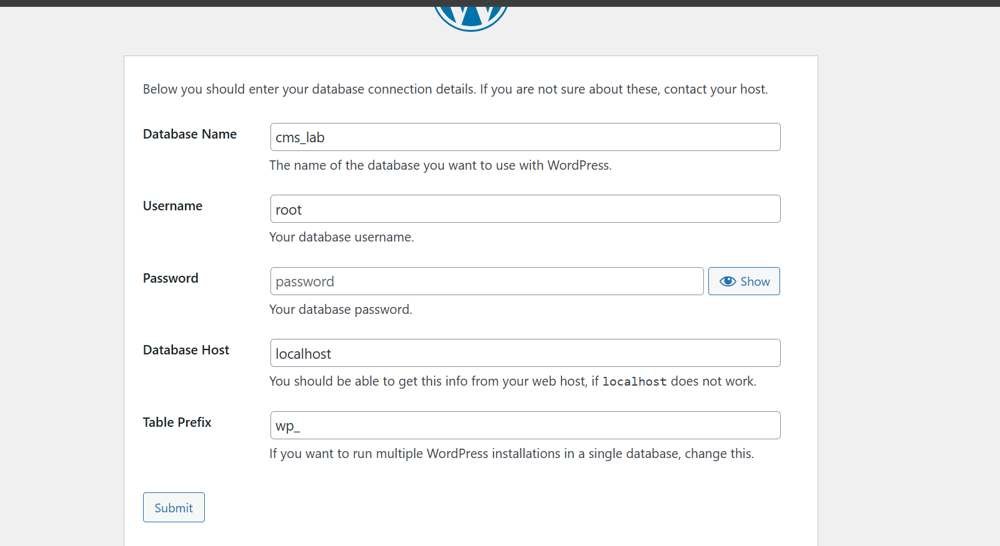 Below you should enter your database connection details. If you are not sure about these, contact your host.
Database Name
cms_lab
The name of the database you want to use with WordPress.
Username
root
Your database username.
Password
password
Show
Your database password.
Database Host
localhost
You should be able to get this info from your web host, if localhost does not work.
Table Prefix
wp_
If you want to run multiple WordPress installations in a single database, change this.
Submit